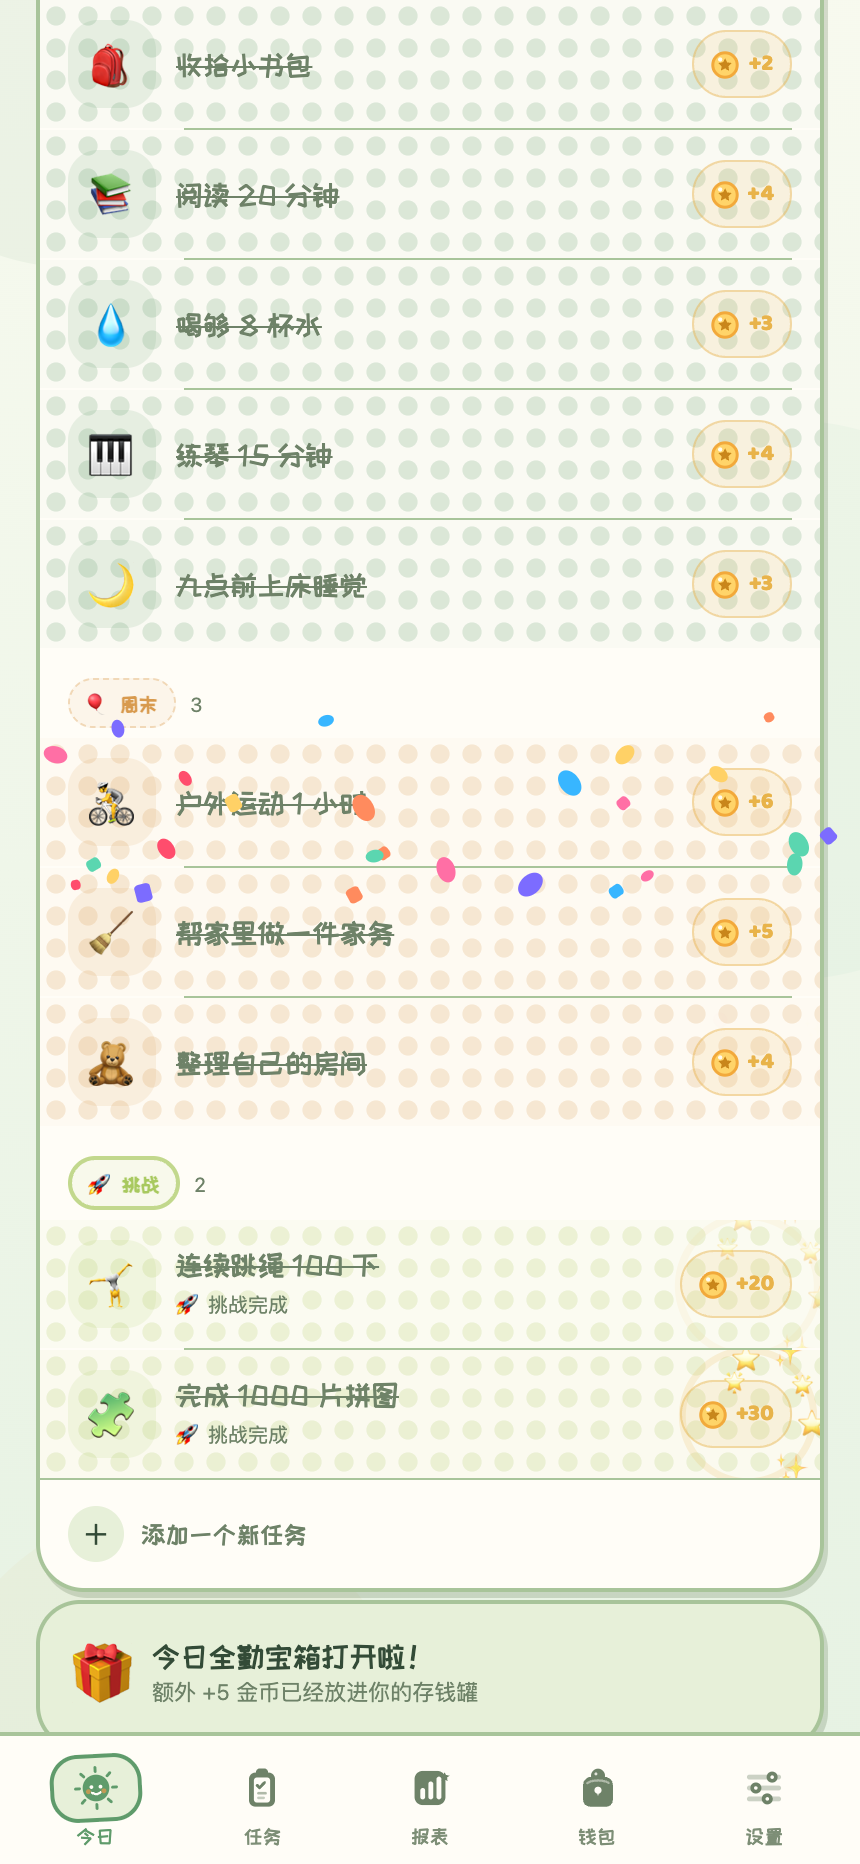 收拾小书包
+2
阅读 20 分钟
+4
喝够 8 杯水
+3
练琴 15 分钟
+4
九点前上床睡觉
+3
周末 3
户外运动 1 小时
+6
帮家里做一件家务
+5
整理自己的房间
+4
挑战 2
连续跳绳 100 下
挑战完成
+20
完成 1000 片拼图
挑战完成
+30
添加一个新任务
今日全勤宝箱打开啦!
额外 +5 金币已经放进你的存钱罐
今日 任务 报表 钱包 设置